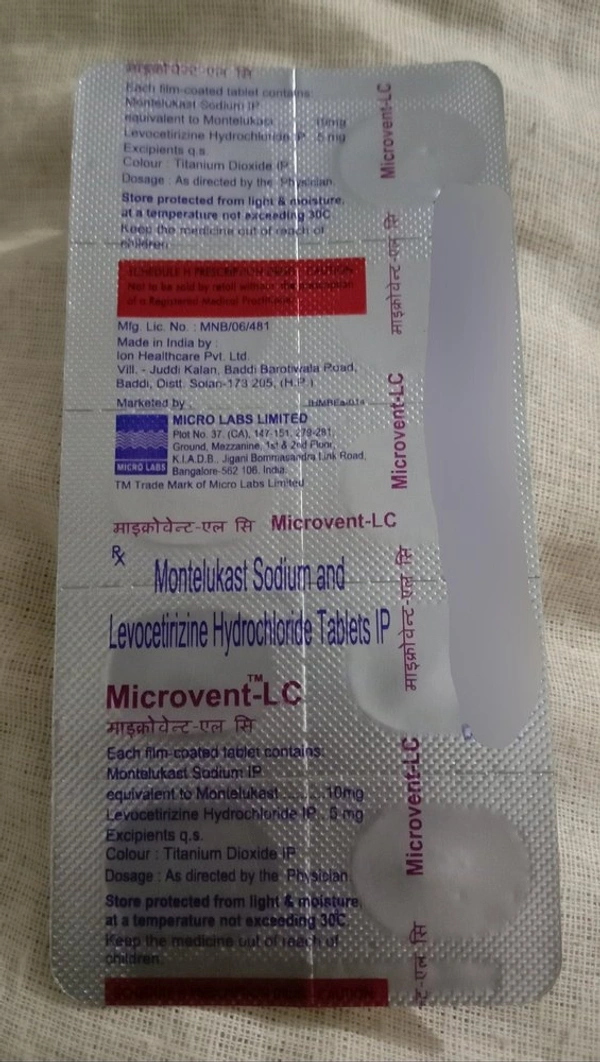 माइक्रोवेन्ट-एल सि
Each film-coated tablet contains:
Montelukast Sodium IP
equivalent to Montelukast ........ 10mg
Levocetirizine Hydrochloride IP. 5 mg
Excipients q.s.
Colour : Titanium Dioxide IP
Dosage : As directed by the Physician.
Store protected from light & moisture,
at a temperature not exceeding 30C
Keep the medicine out of reach of
children.
SCHEDULE H PRESCRIPTION DRUG - CAUTION
Not to be sold by retail without the prescription
of a Registered Medical Practitioner.
Mfg. Lic. No. : MNB/06/481
Made in India by :
Ion Healthcare Pvt. Ltd.
Vill. - Juddi Kalan, Baddi Barotiwala Road,
Baddi, Distt. Solan-173 205, (H.P.)
Marketed by :
MICRO LABS LIMITED
Plot No. 37, (CA), 147-151, 279-281,
Ground, Mezzanine, 1st & 2nd Floor,
K.I.A.D.B., Jigani Bommasandra Link Road,
Bangalore-562 106. India.
MICRO LABS
TM Trade Mark of Micro Labs Limited
माइक्रोवेन्ट-एल सि Microvent-LC
Rx
Montelukast Sodium and
Levocetirizine Hydrochloride Tablets IP
Microvent-LC™
माइक्रोवेन्ट-एल सि
Each film-coated tablet contains:
Montelukast Sodium IP
equivalent to Montelukast ........ 10mg
Levocetirizine Hydrochloride IP. 5 mg
Excipients q.s.
Colour : Titanium Dioxide IP
Dosage : As directed by the Physician.
Store protected from light & moisture,
at a temperature not exceeding 30C
Keep the medicine out of reach of
children.
SCHEDULE H PRESCRIPTION DRUG - CAUTION
Microvent-LC
माइक्रोवेन्ट-एल सि
Microvent-LC
माइक्रोवेन्ट-एल सि
Microvent-LC
ट-एल सि